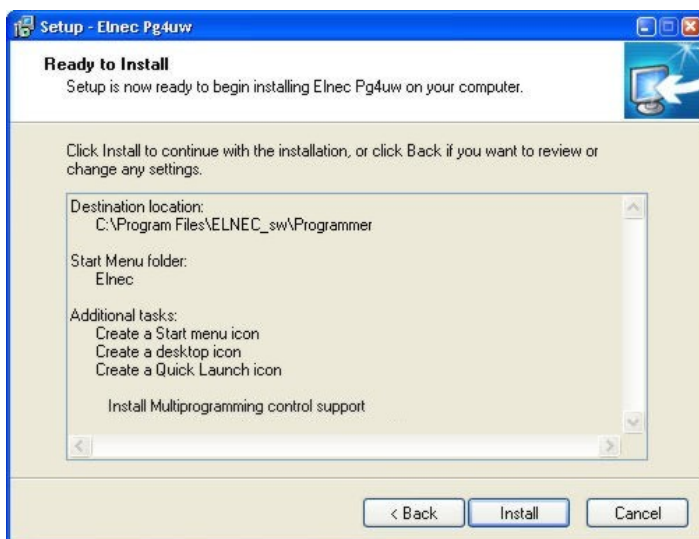 Setup - Elnec Pg4uw
Ready to Install
Setup is now ready to begin installing Elnec Pg4uw on your computer.
Click Install to continue with the installation, or click Back if you want to review or
change any settings.
Destination location:
C:\Program Files\ELNEC_sw\Programmer
Start Menu folder:
Elnec
Additional tasks:
Create a Start menu icon
Create a desktop icon
Create a Quick Launch icon
Install Multiprogramming control support
< Back
Install
Cancel